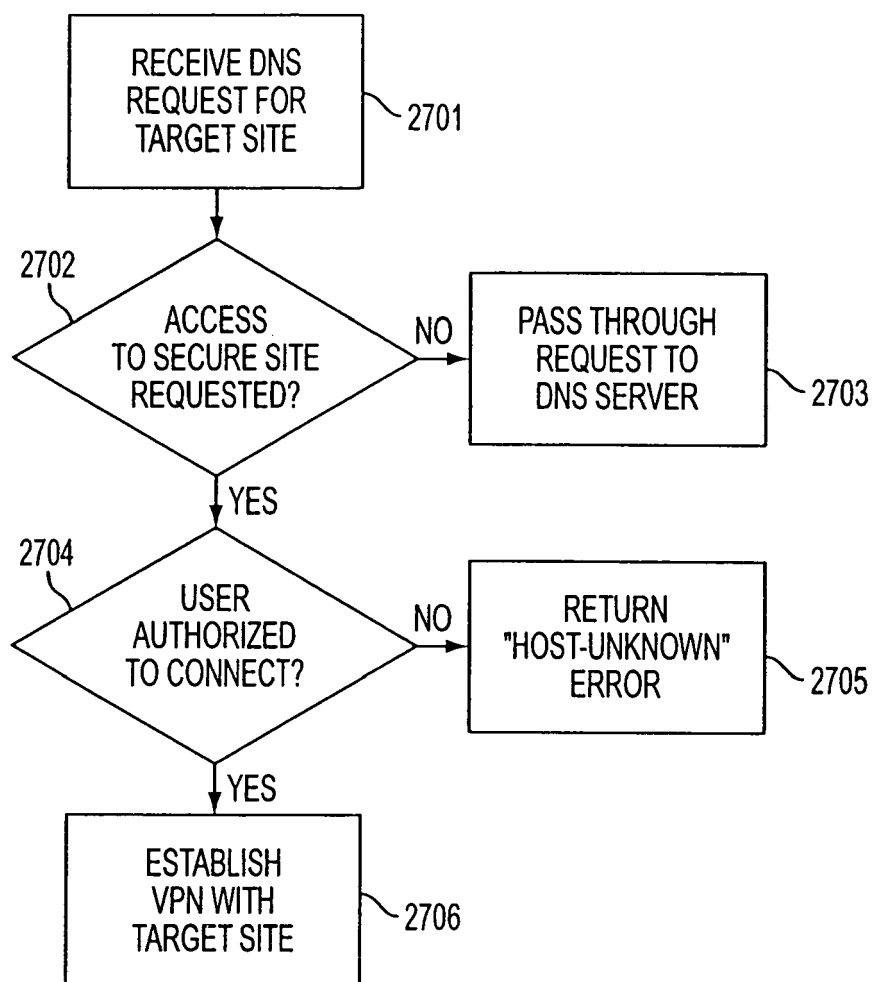 RECEIVE DNS
REQUEST FOR
TARGET SITE
2701
2702
ACCESS
TO SECURE SITE
REQUESTED?
NO
PASS THROUGH
REQUEST TO
DNS SERVER
2703
YES
2704
USER
AUTHORIZED
TO CONNECT?
NO
RETURN
"HOST-UNKNOWN"
ERROR
2705
YES
ESTABLISH
VPN WITH
TARGET SITE
2706